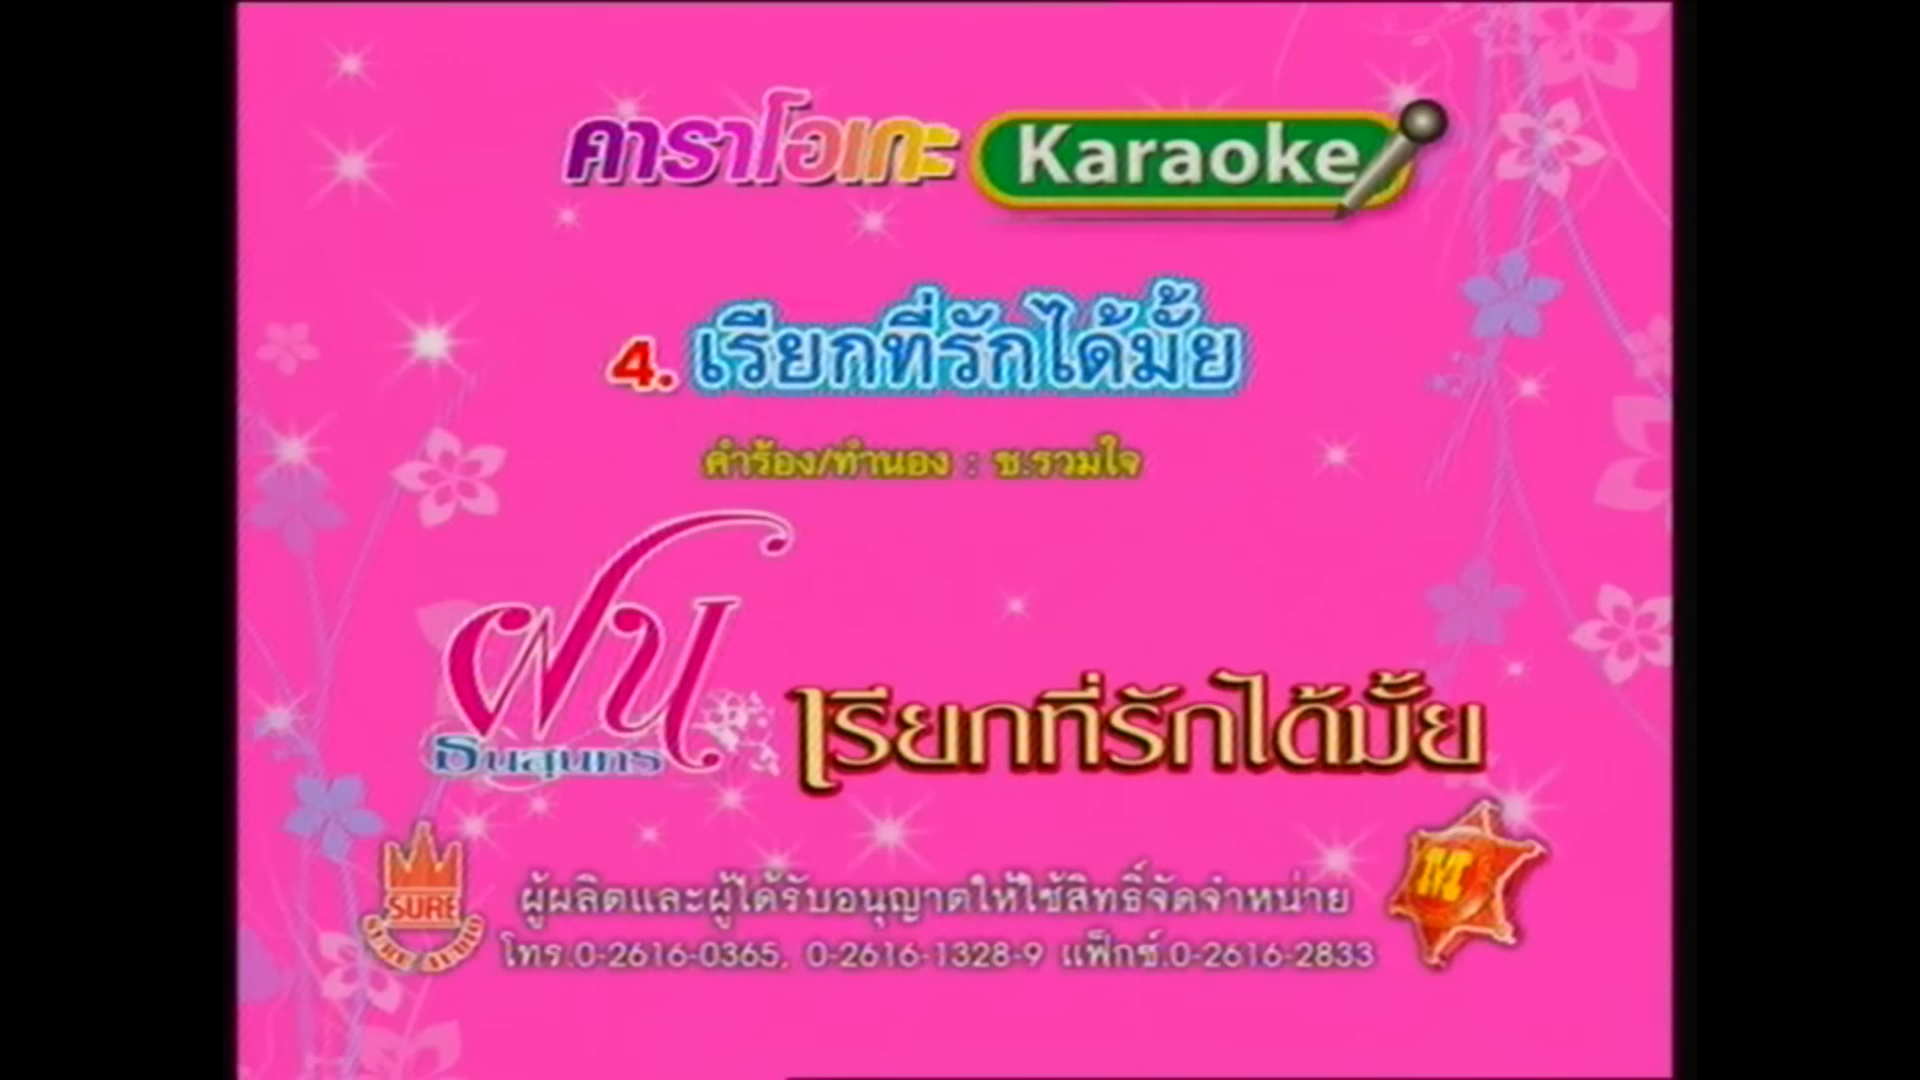 คาราโอเกะ Karaoke
4. เรียกที่รักได้มั้ย
คำร้อง/ทำนอง : ช.รวมใจ
ฝน
ธนสุนทร
เรียกที่รักได้มั้ย
SURE
SURE AUDIO
M
ผู้ผลิตและผู้ได้รับอนุญาตให้ใช้สิทธิ์จัดจำหน่าย
โทร.0-2616-0365, 0-2616-1328-9 แฟ็กซ์.0-2616-2833